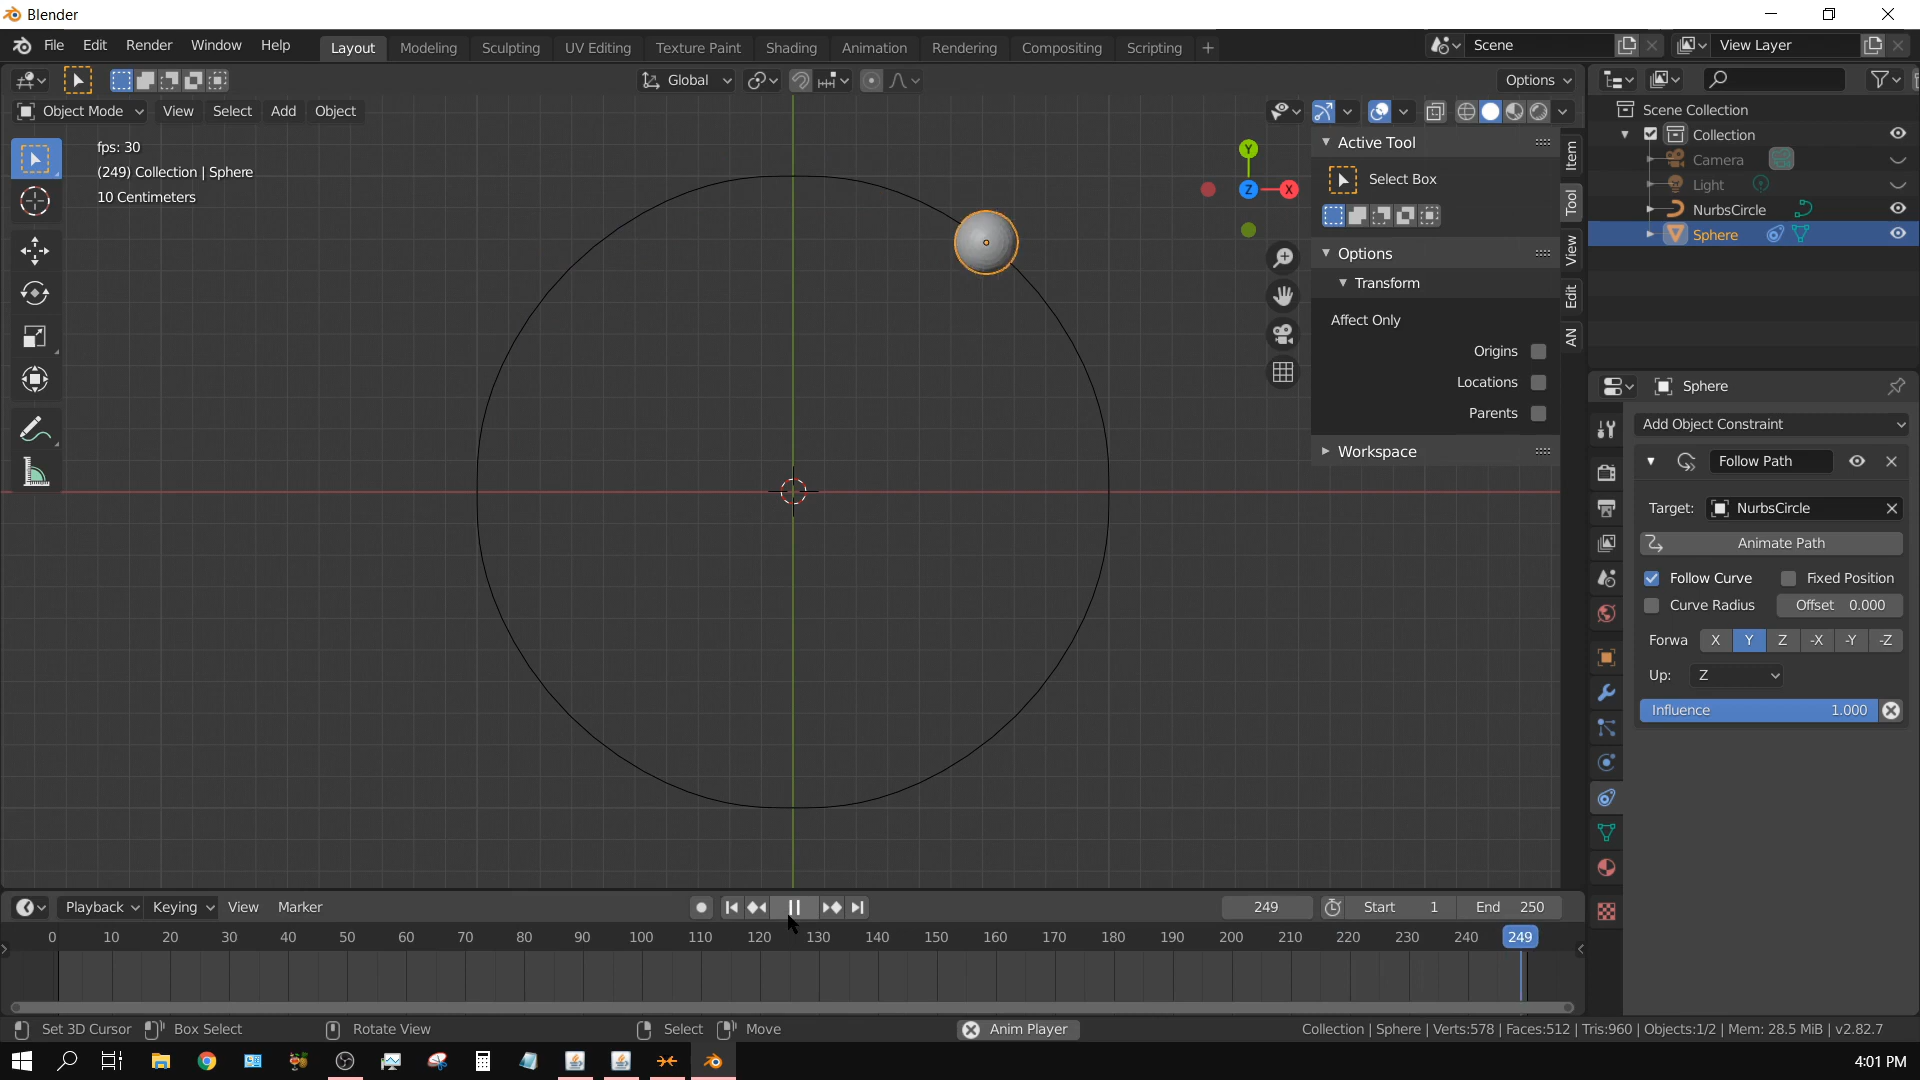 Blender
File Edit Render Window Help Layout Modeling Sculpting UV Editing Texture Paint Shading Animation Rendering Compositing Scripting + Scene View Layer
Global Options
Object Mode View Select Add Object
fps: 30
(249) Collection | Sphere
10 Centimeters
Y
Z X
Active Tool
Select Box
Options
Transform
Affect Only
Origins
Locations
Parents
Workspace
Item
Tool
View
Edit
AN
Scene Collection
Collection
Camera
Light
NurbsCircle
Sphere
Sphere
Add Object Constraint
Follow Path
Target: NurbsCircle
Animate Path
Follow Curve Fixed Position
Curve Radius Offset 0.000
Forwa X Y Z -X -Y -Z
Up: Z
Influence 1.000
Playback Keying View Marker 249 Start 1 End 250
0 10 20 30 40 50 60 70 80 90 100 110 120 130 140 150 160 170 180 190 200 210 220 230 240 249
Set 3D Cursor Box Select Rotate View Select Move Anim Player Collection | Sphere | Verts:578 | Faces:512 | Tris:960 | Objects:1/2 | Mem: 28.5 MiB | v2.82.7
4:01 PM